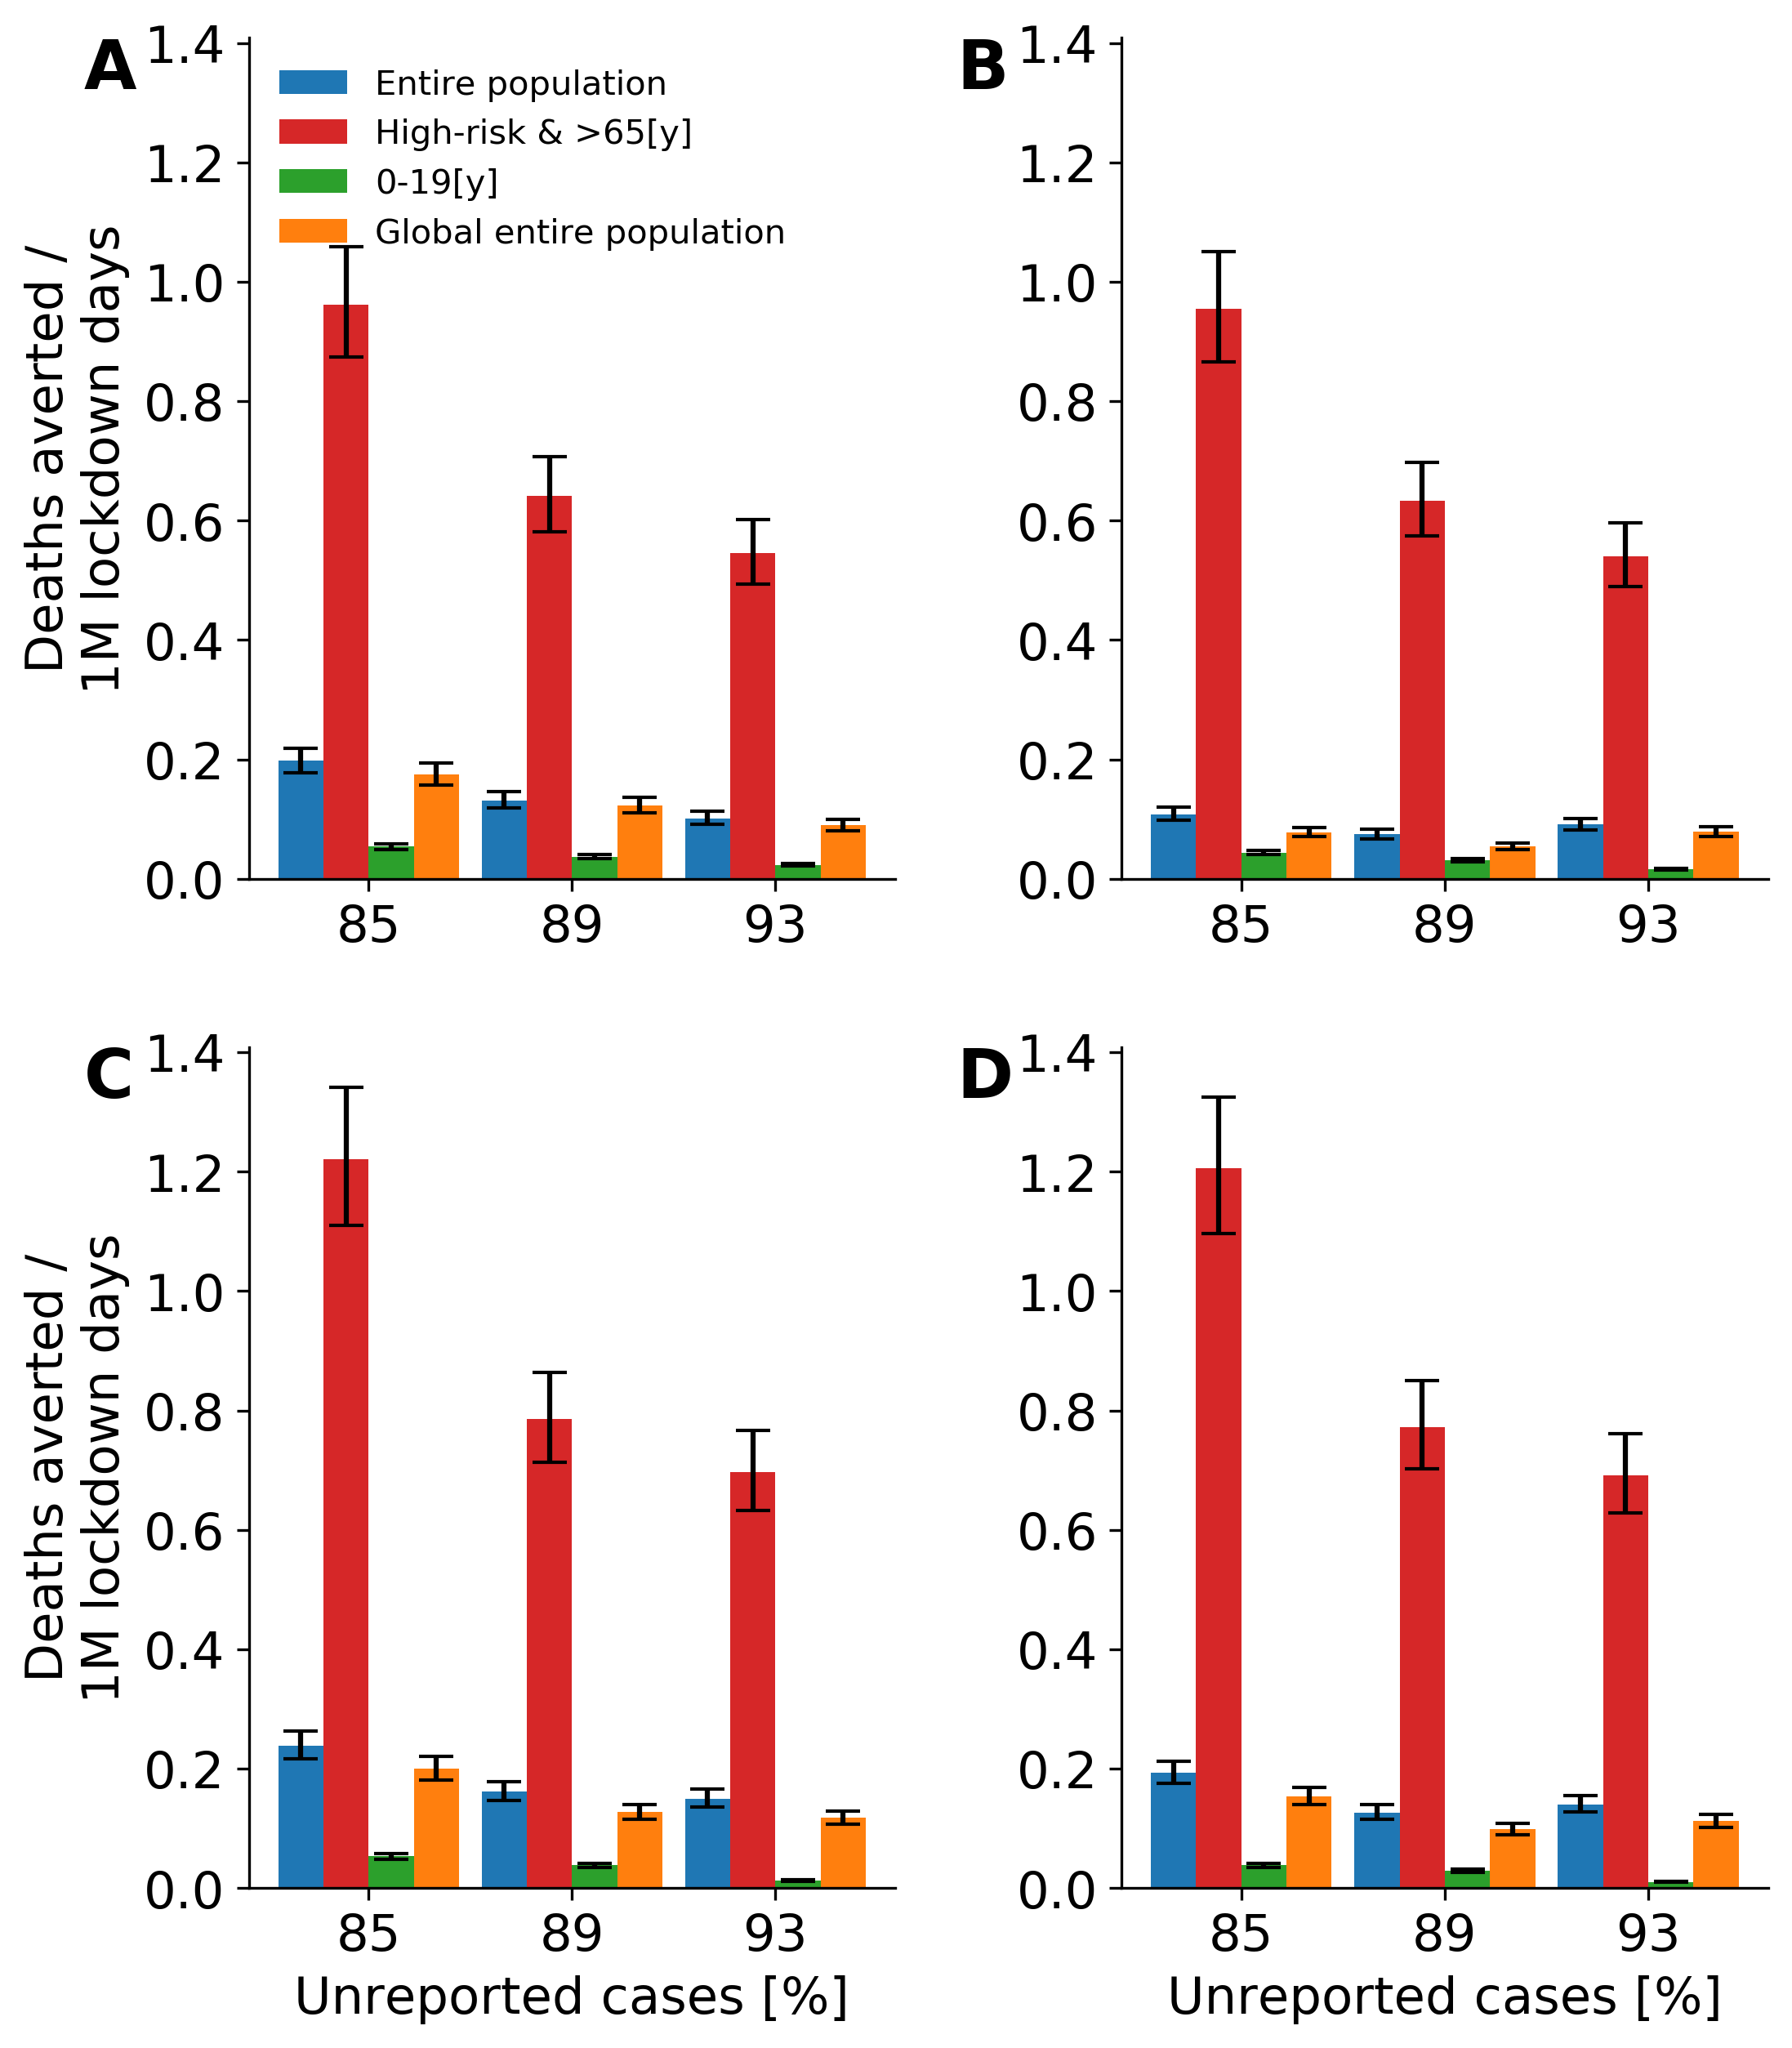 A
1.4
1.2
1.0
0.8
0.6
0.4
0.2
0.0
Deaths averted /
1M lockdown days
Entire population
High-risk & >65[y]
0-19[y]
Global entire population
85 89 93
B
1.4
1.2
1.0
0.8
0.6
0.4
0.2
0.0
85 89 93
C
1.4
1.2
1.0
0.8
0.6
0.4
0.2
0.0
Deaths averted /
1M lockdown days
85 89 93
Unreported cases [%]
D
1.4
1.2
1.0
0.8
0.6
0.4
0.2
0.0
85 89 93
Unreported cases [%]